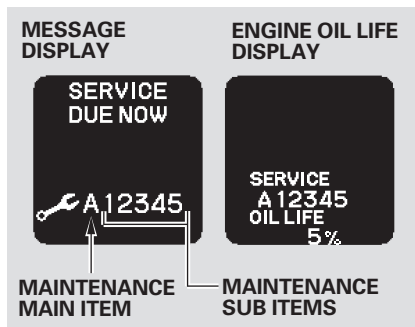 MESSAGE
DISPLAY
ENGINE OIL LIFE
DISPLAY
SERVICE
DUE NOW
A12345
SERVICE
A12345
OIL LIFE
5%
MAINTENANCE
MAIN ITEM
MAINTENANCE
SUB ITEMS